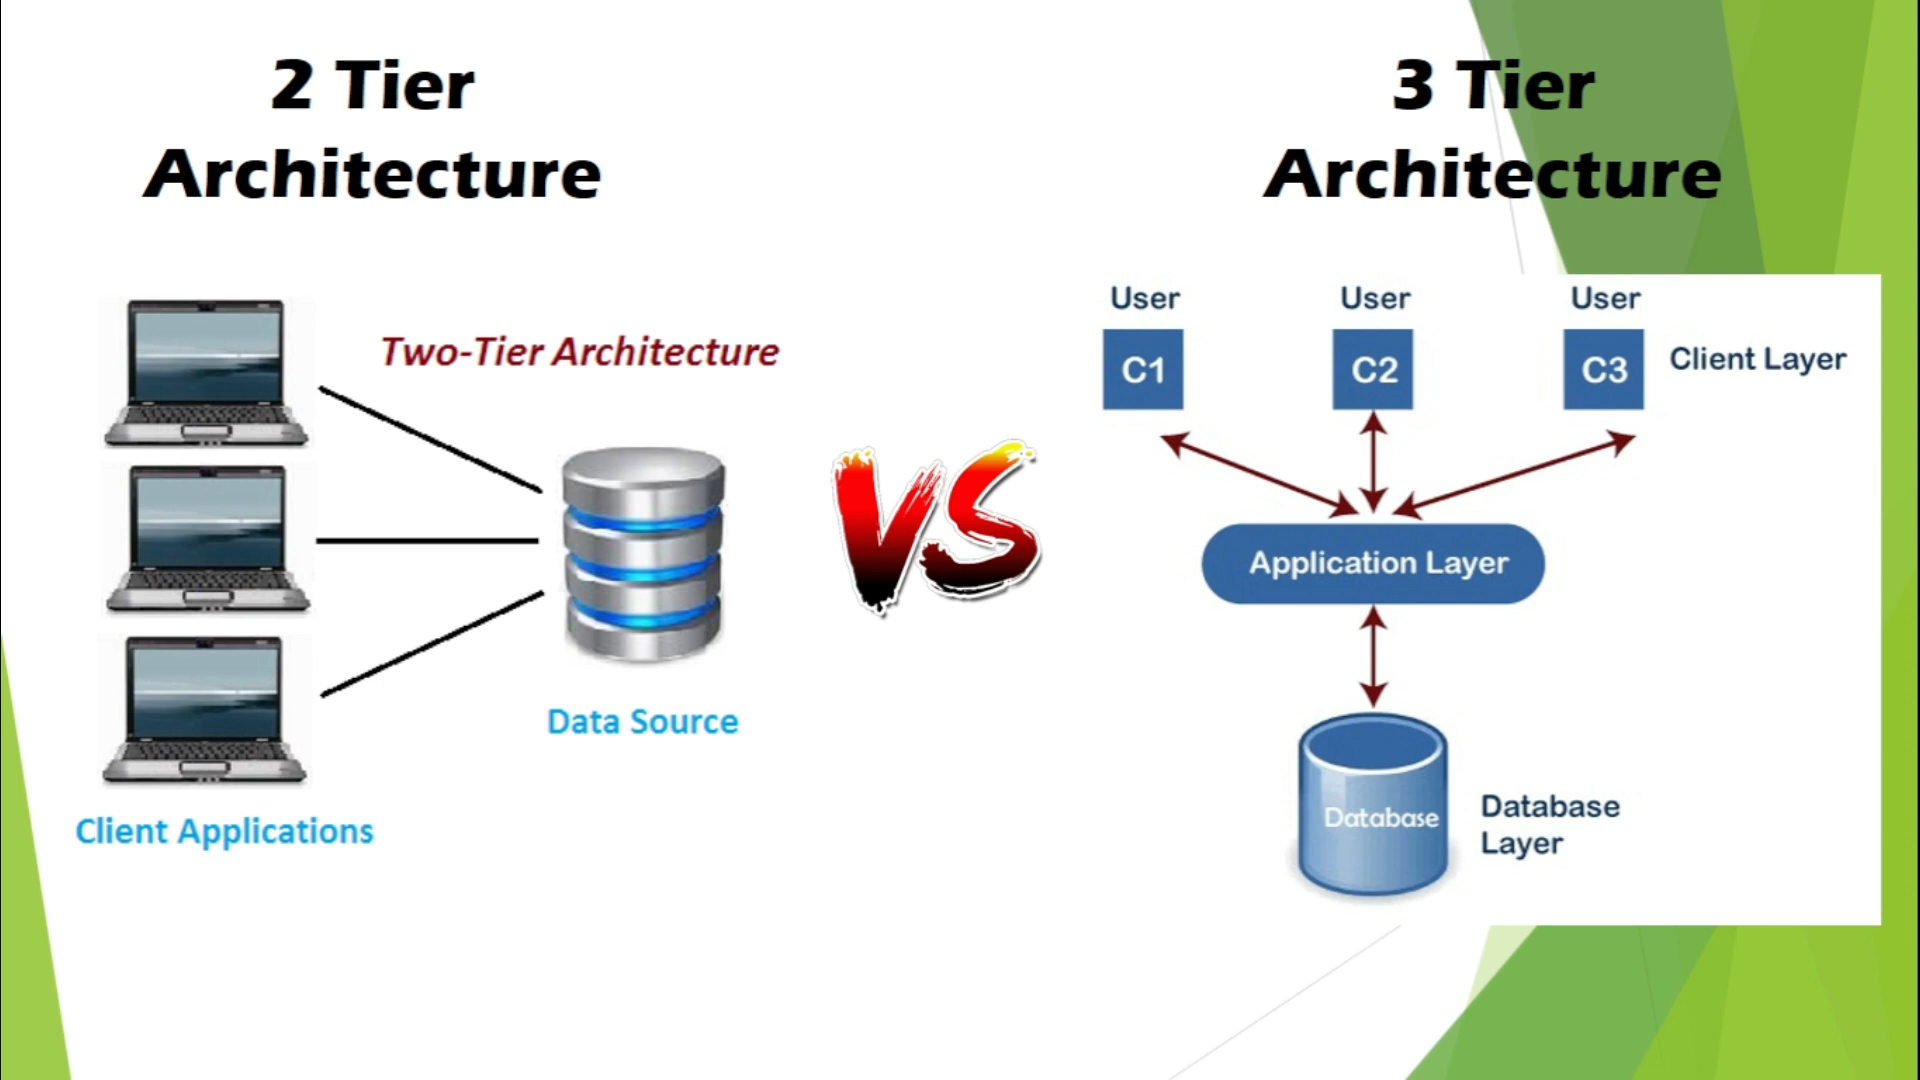 2 Tier
Architecture
Two-Tier Architecture
Data Source
Client Applications
VS
3 Tier
Architecture
User
User
User
C1
C2
C3
Client Layer
Application Layer
Database
Database
Layer